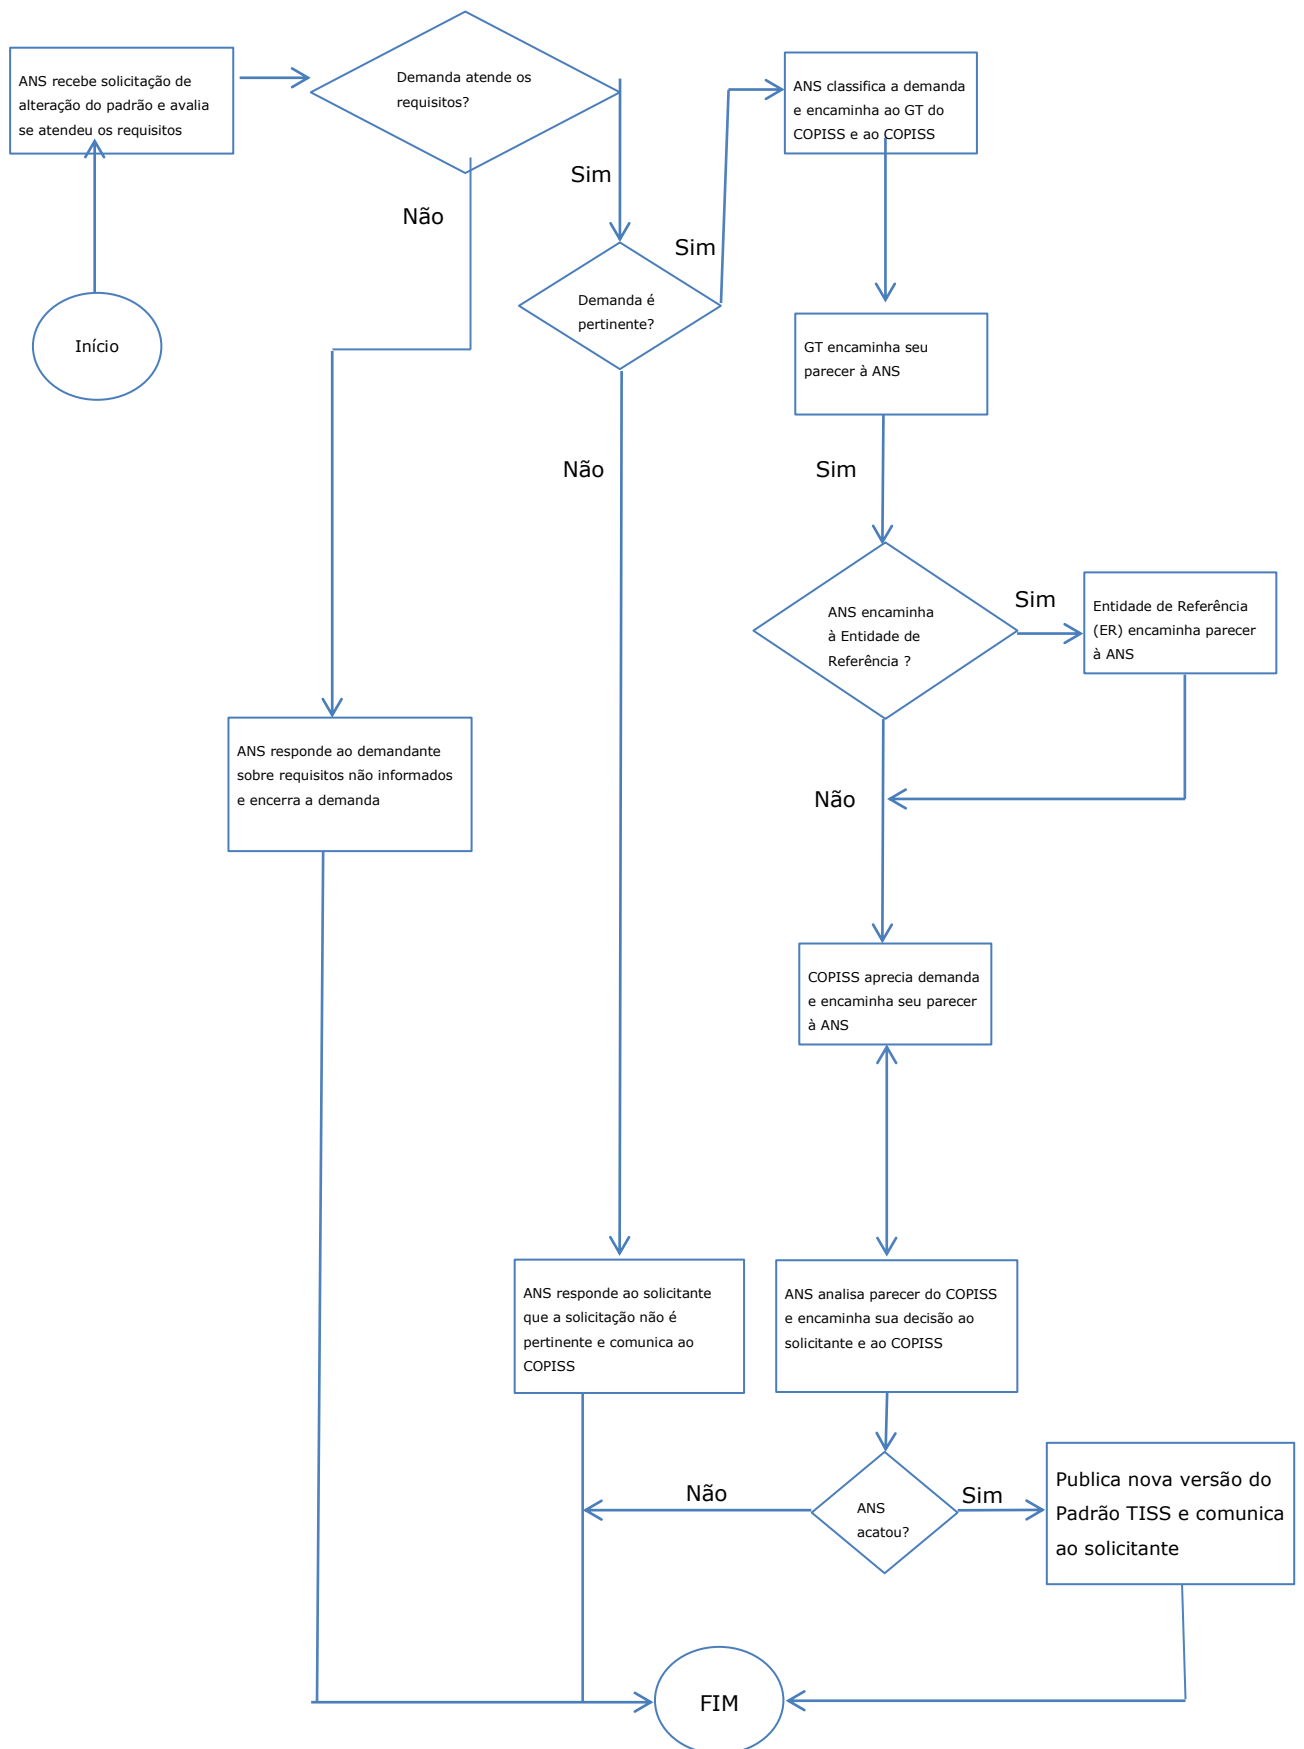 ANS recebe solicitação de
alteração do padrão e avalia
se atendeu os requisitos
Demanda atende os
requisitos?
ANS classifica a demanda
e encaminha ao GT do
COPISS e ao COPISS
Sim
Não
Sim
Demanda é
pertinente?
Início
GT encaminha seu
parecer à ANS
Não
Sim
ANS encaminha
à Entidade de
Referência ?
Sim
Entidade de Referência
(ER) encaminha parecer
à ANS
ANS responde ao demandante
sobre requisitos não informados
e encerra a demanda
Não
COPISS aprecia demanda
e encaminha seu parecer
à ANS
ANS responde ao solicitante
que a solicitação não é
pertinente e comunica ao
COPISS
ANS analisa parecer do COPISS
e encaminha sua decisão ao
solicitante e ao COPISS
Não
ANS
acatou?
Sim
Publica nova versão do
Padrão TISS e comunica
ao solicitante
FIM